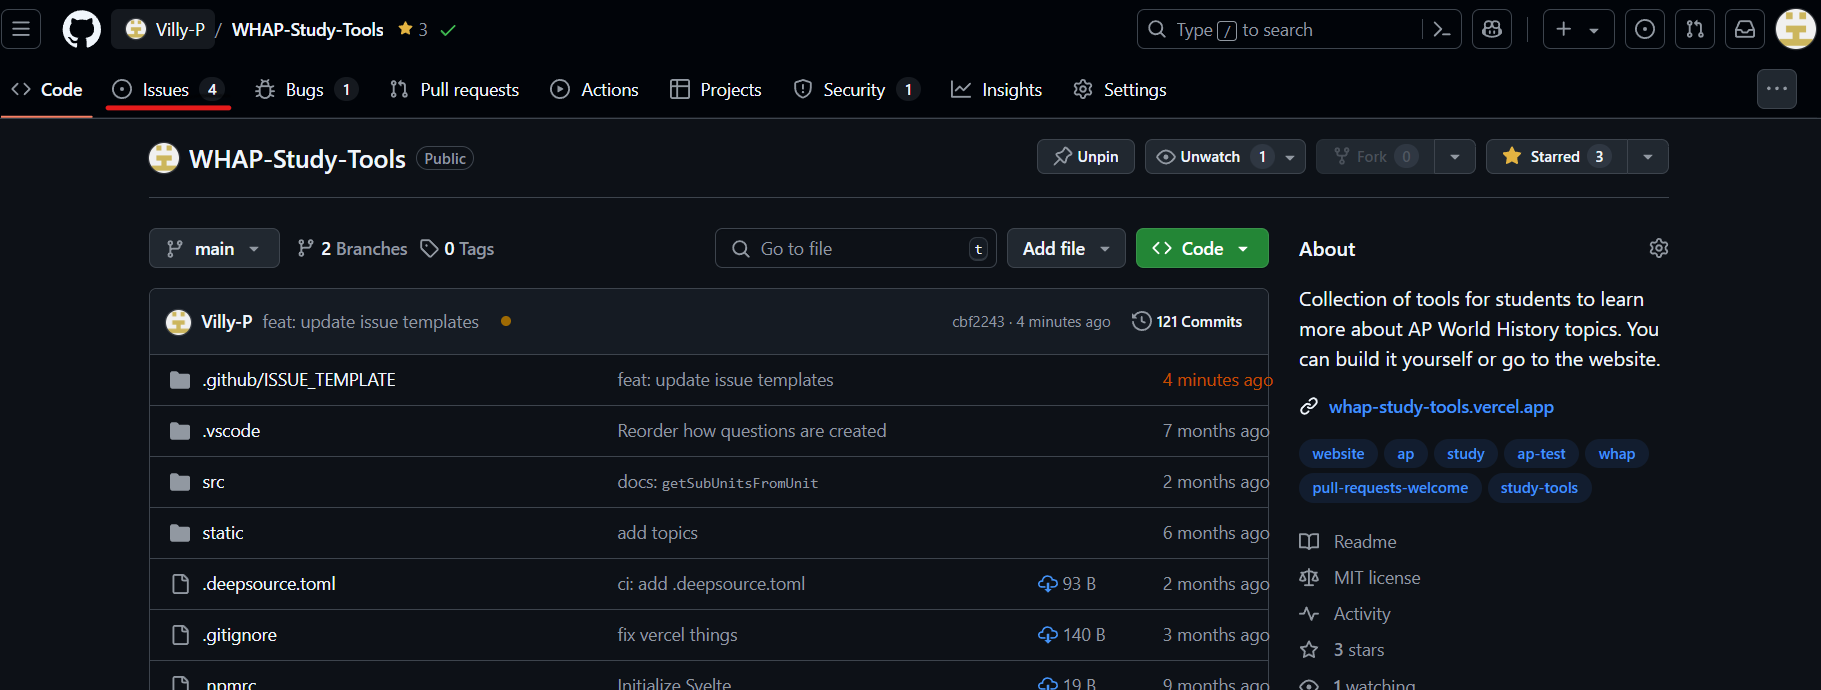 Villy-P / WHAP-Study-Tools 3 Type / to search
Code Issues 4 Bugs 1 Pull requests Actions Projects Security 1 Insights Settings
WHAP-Study-Tools Public Unpin Unwatch 1 Fork 0 Starred 3
main 2 Branches 0 Tags Go to file t Add file Code
Villy-P feat: update issue templates cbf2243 · 4 minutes ago 121 Commits
.github/ISSUE_TEMPLATE feat: update issue templates 4 minutes ago
.vscode Reorder how questions are created 7 months ago
src docs: getSubUnitsFromUnit 2 months ago
static add topics 6 months ago
.deepsource.toml ci: add .deepsource.toml 93 B 2 months ago
.gitignore fix vercel things 140 B 3 months ago
.npmrc Initialize Svelte 19 B 9 months ago
About
Collection of tools for students to learn
more about AP World History topics. You
can build it yourself or go to the website.
whap-study-tools.vercel.app
website ap study ap-test whap
pull-requests-welcome study-tools
Readme
MIT license
Activity
3 stars
1 watching